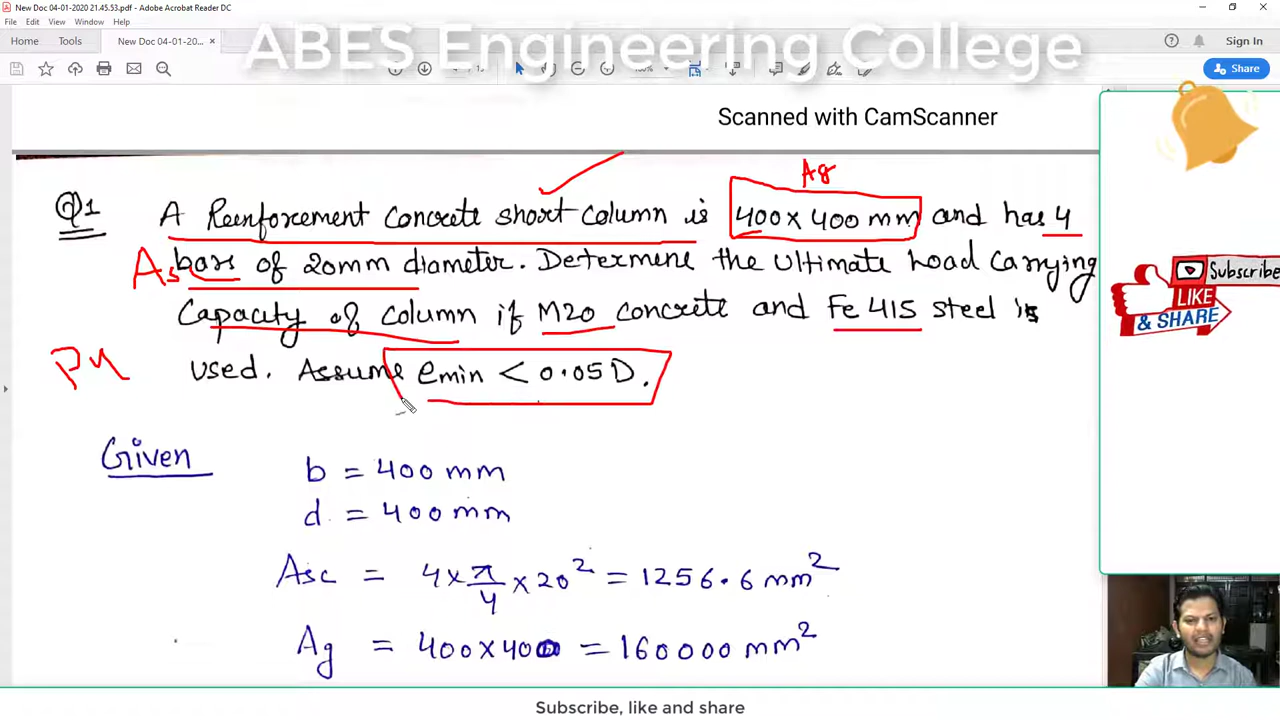 New Doc 04-01-2020 21.45.53.pdf - Adobe Acrobat Reader DC
File Edit View Window Help
Home Tools New Doc 04-01-20... × Sign In
ABES Engineering College
Share
Scanned with CamScanner
Ag
Q1 A Reenforcement concrete short column is 400 x 400 mm and has 4
As bars of 20mm diameter. Determine the ultimate Load carrying
Capacity of column if M20 concrete and Fe 415 steel is
Pu used. Assume emin < 0.05 D.
Given
b = 400 mm
d = 400 mm
Asc = 4 x π/4 x 20² = 1256.6 mm²
Ag = 400 x 400 = 160000 mm²
Subscribe
LIKE
& SHARE
Subscribe, like and share